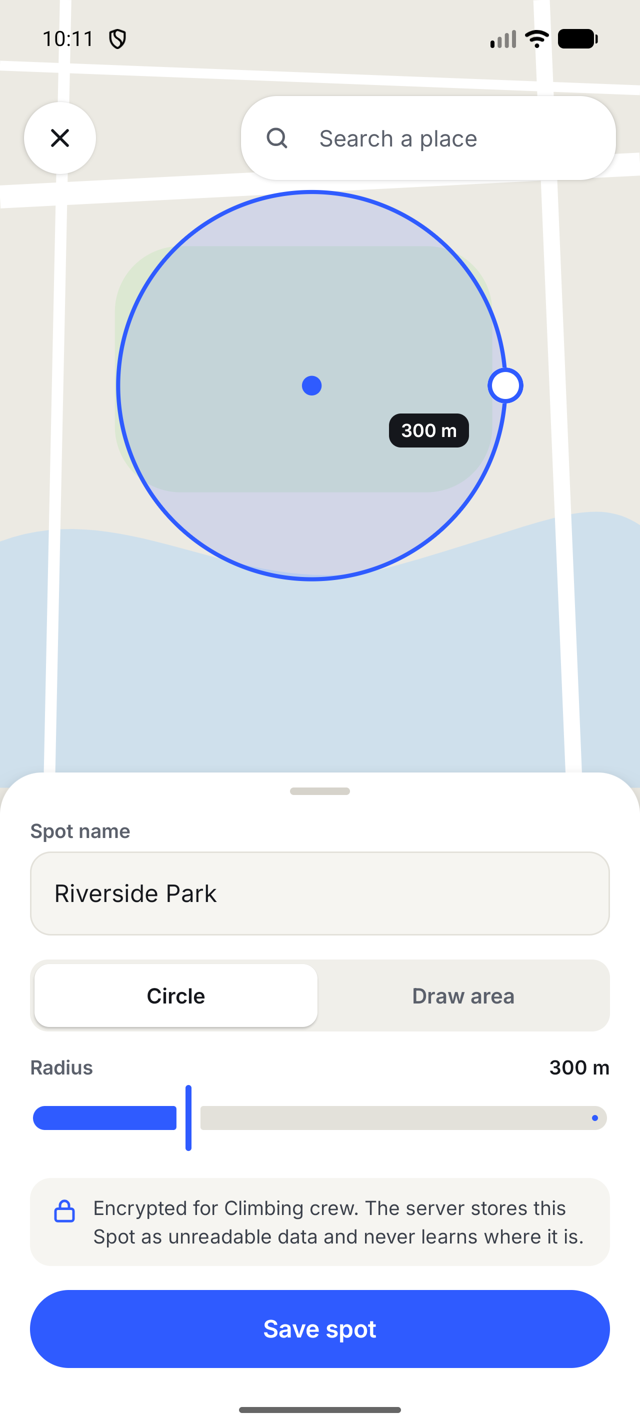 10:11
Search a place
300 m
Spot name
Riverside Park
Circle
Draw area
Radius
300 m
Encrypted for Climbing crew. The server stores this
Spot as unreadable data and never learns where it is.
Save spot